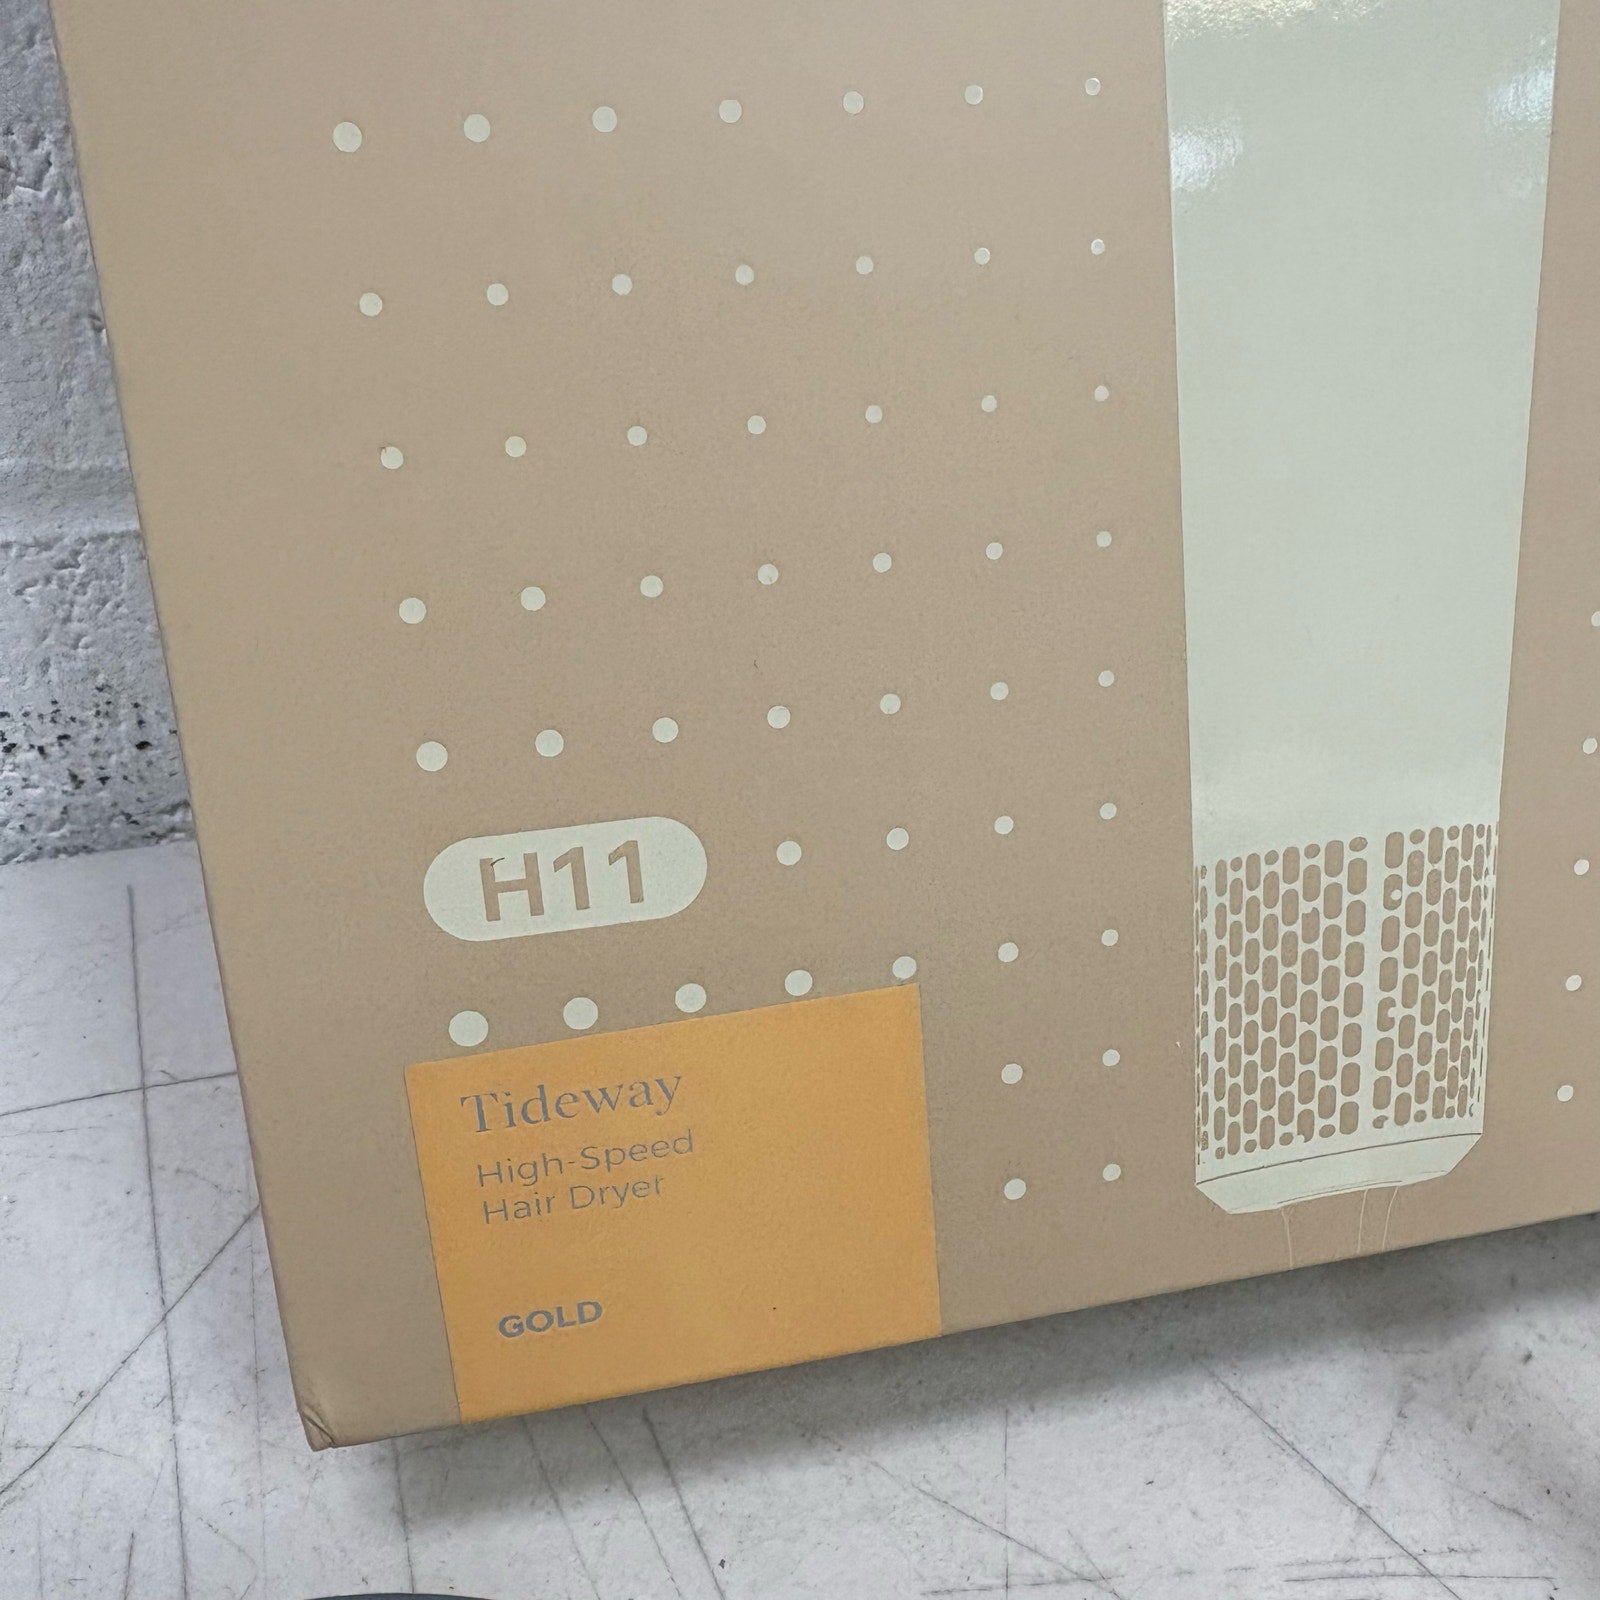 H11
Tideway
High-Speed
Hair Dryer
GOLD